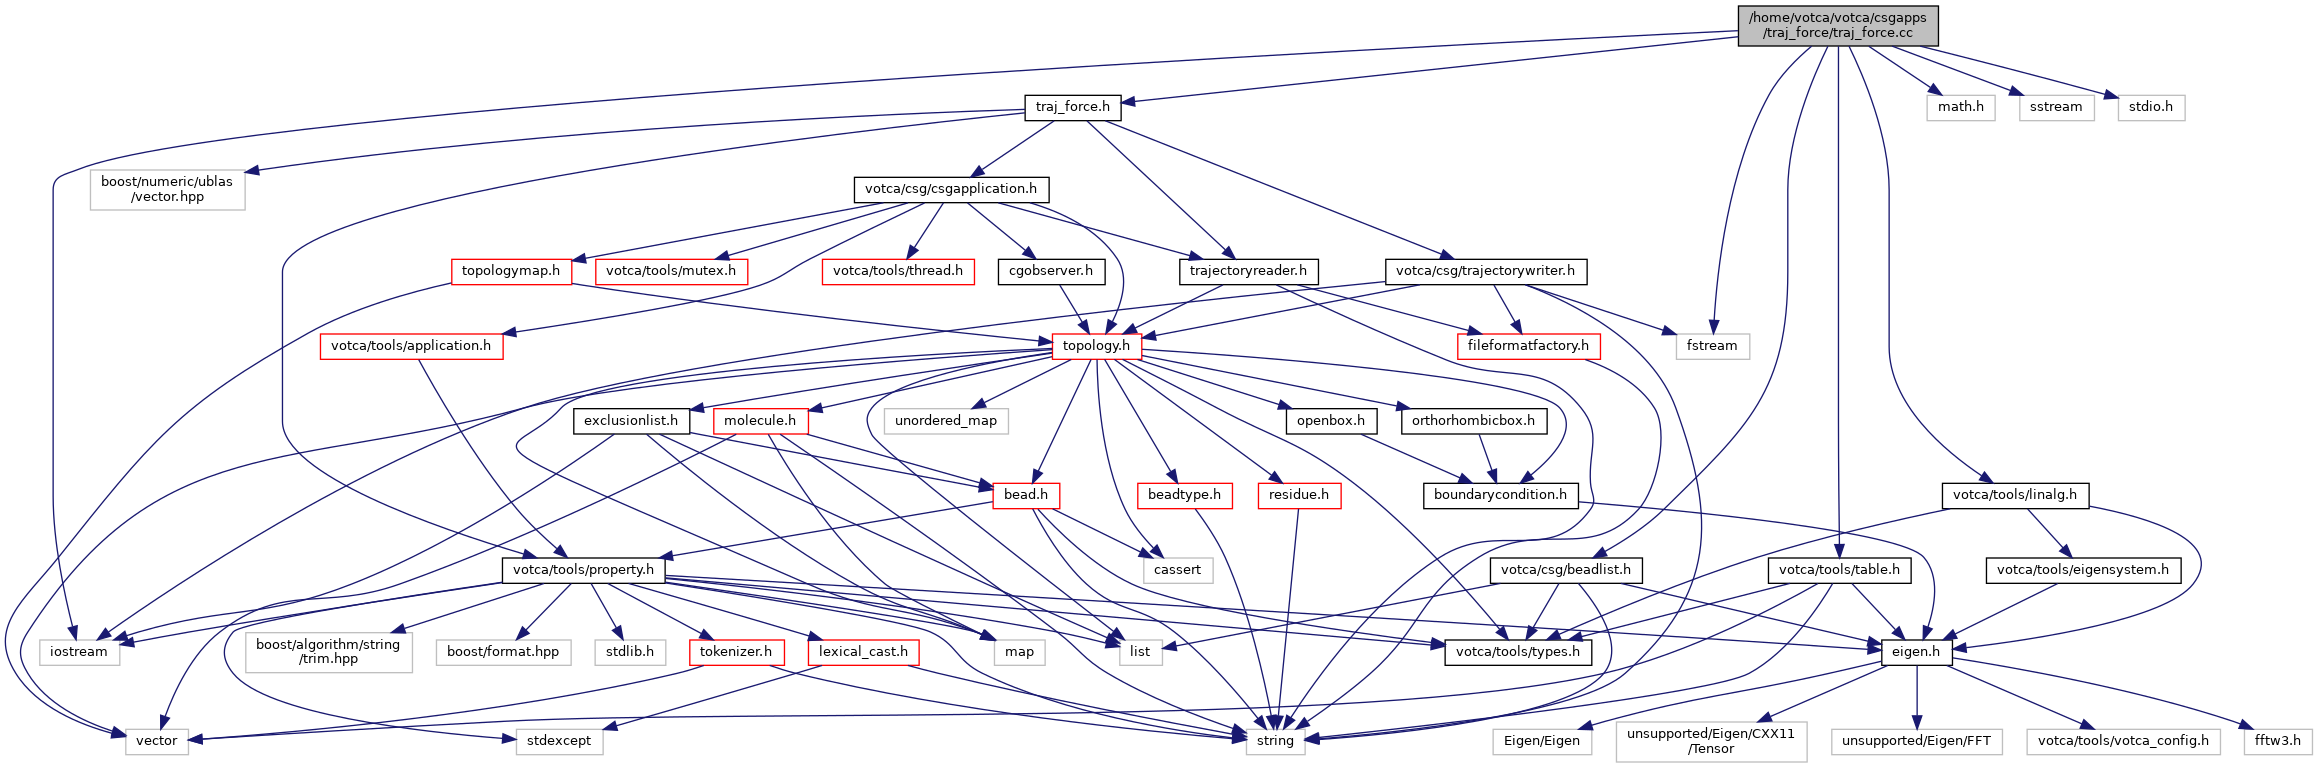 /home/votca/votca/csgapps
/traj_force/traj_force.cc
traj_force.h
math.h
sstream
stdio.h
boost/numeric/ublas
/vector.hpp
votca/csg/csgapplication.h
topologymap.h
votca/tools/mutex.h
votca/tools/thread.h
cgobserver.h
trajectoryreader.h
votca/csg/trajectorywriter.h
votca/tools/application.h
topology.h
fileformatfactory.h
fstream
exclusionlist.h
molecule.h
unordered_map
openbox.h
orthorhombicbox.h
bead.h
beadtype.h
residue.h
boundarycondition.h
votca/tools/linalg.h
votca/tools/property.h
cassert
votca/csg/beadlist.h
votca/tools/table.h
votca/tools/eigensystem.h
iostream
boost/algorithm/string
/trim.hpp
boost/format.hpp
stdlib.h
tokenizer.h
lexical_cast.h
map
list
votca/tools/types.h
eigen.h
vector
stdexcept
string
Eigen/Eigen
unsupported/Eigen/CXX11
/Tensor
unsupported/Eigen/FFT
votca/tools/votca_config.h
fftw3.h